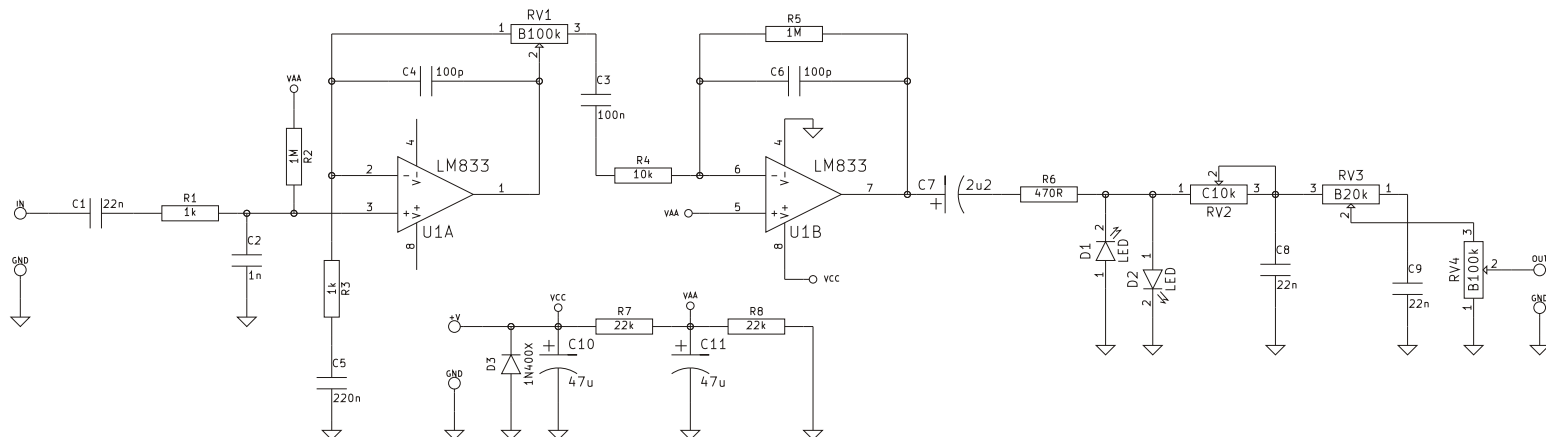 R5
1M
RV1
1 B100k 3
2
C4 100p
C6 100p
C3
100n
VAA
1M
R2
4
V-
LM833
2
-
1
3
+
V+
8
U1A
R4
10k
4
V-
LM833
6
-
7
VAA
5
+
V+
8
U1B
VCC
IN
C1 22n
R1
1k
C2
1n
GND
1k
R3
C5
220n
C7 2u2
+
R6
470R
2
D1
LED
1
1
D2
LED
2
2
1 C10k 3
RV2
RV3
3 B20k 1
2
C8
22n
C9
22n
3
RV4
B100k
2
1
OUT
GND
+V
GND
D3
1N400X
VCC
+
C10
47u
R7
22k
VAA
+
C11
47u
R8
22k